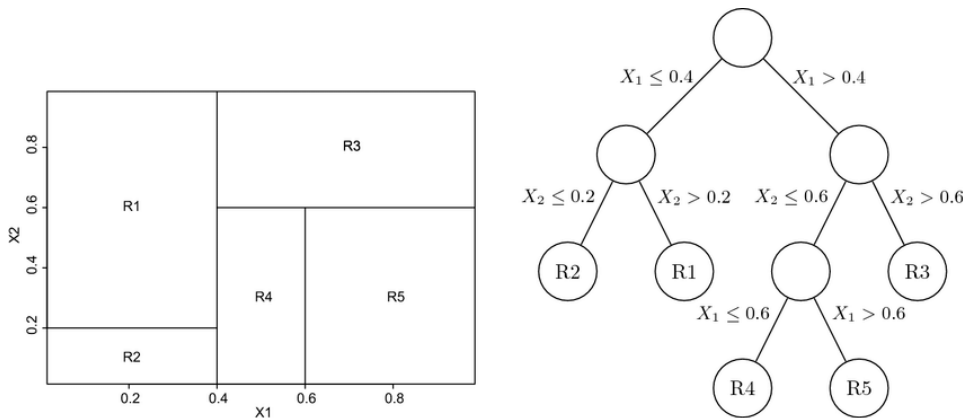 0.8
0.6
0.4
0.2
X2
R1
R2
R3
R4
R5
0.2 0.4 0.6 0.8
X1
X₁ ≤ 0.4 X₁ > 0.4
X₂ ≤ 0.2 X₂ > 0.2 X₂ ≤ 0.6 X₂ > 0.6
R2 R1 R3
X₁ ≤ 0.6 X₁ > 0.6
R4 R5